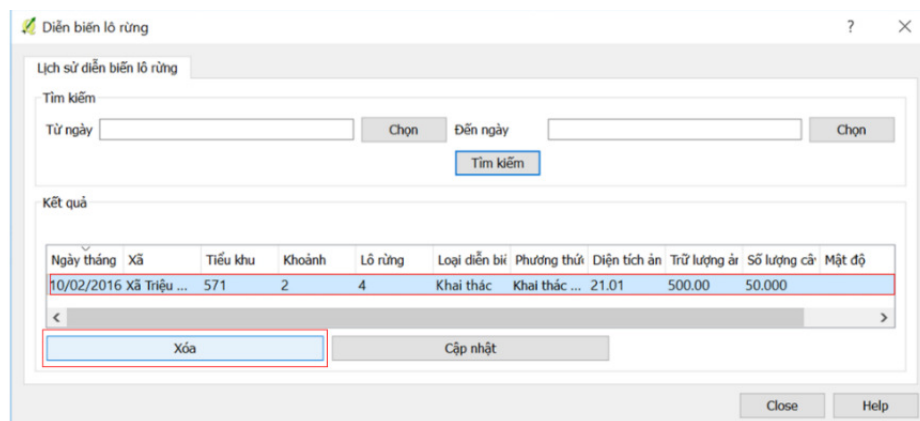 Diễn biến lô rừng
Lịch sử diễn biến lô rừng
Tìm kiếm
Từ ngày Chọn Đến ngày Chọn
Tìm kiếm
Kết quả
Ngày tháng Xã Tiểu khu Khoảnh Lô rừng Loại diễn biế Phương thức Diện tích ản Trữ lượng ản Số lượng cây Mật độ
10/02/2016 Xã Triệu ... 571 2 4 Khai thác Khai thác ... 21.01 500.00 50.000
Xóa Cập nhật
Close Help